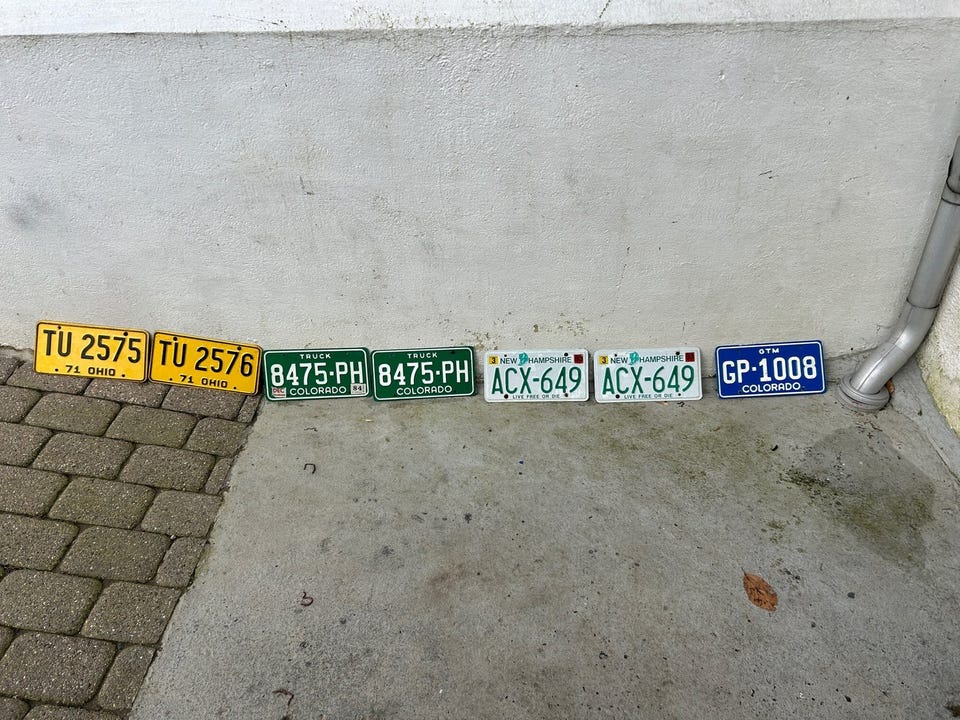 TU 2575
71 OHIO
TU 2576
71 OHIO
TRUCK
8475-PH
COLORADO 84
TRUCK
8475-PH
COLORADO
3 NEW HAMPSHIRE
ACX-649
LIVE FREE OR DIE
3 NEW HAMPSHIRE
ACX-649
LIVE FREE OR DIE
GTM
GP-1008
COLORADO